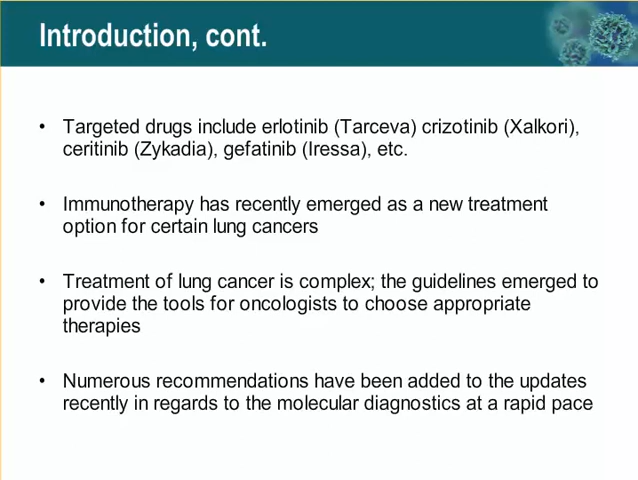 Introduction, cont.
• Targeted drugs include erlotinib (Tarceva) crizotinib (Xalkori),
ceritinib (Zykadia), gefatinib (Iressa), etc.
• Immunotherapy has recently emerged as a new treatment
option for certain lung cancers
• Treatment of lung cancer is complex; the guidelines emerged to
provide the tools for oncologists to choose appropriate
therapies
• Numerous recommendations have been added to the updates
recently in regards to the molecular diagnostics at a rapid pace